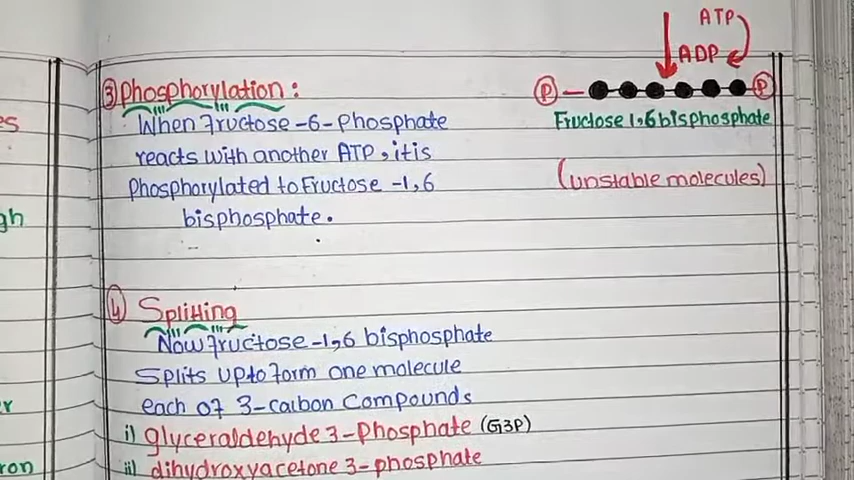 ATP
ADP
③ Phosphorylation:
P P
When Fructose-6-Phosphate
Fructose 1,6 bisphosphate
reacts with another ATP, it is
Phosphorylated to Fructose-1,6
(unstable molecules)
bisphosphate.
gh
④ Splitting
Now Fructose-1,6 bisphosphate
Splits up to form one molecule
each of 3-carbon Compounds
i) glyceraldehyde 3-Phosphate (G3P)
ii) dihydroxyacetone 3-phosphate
ron